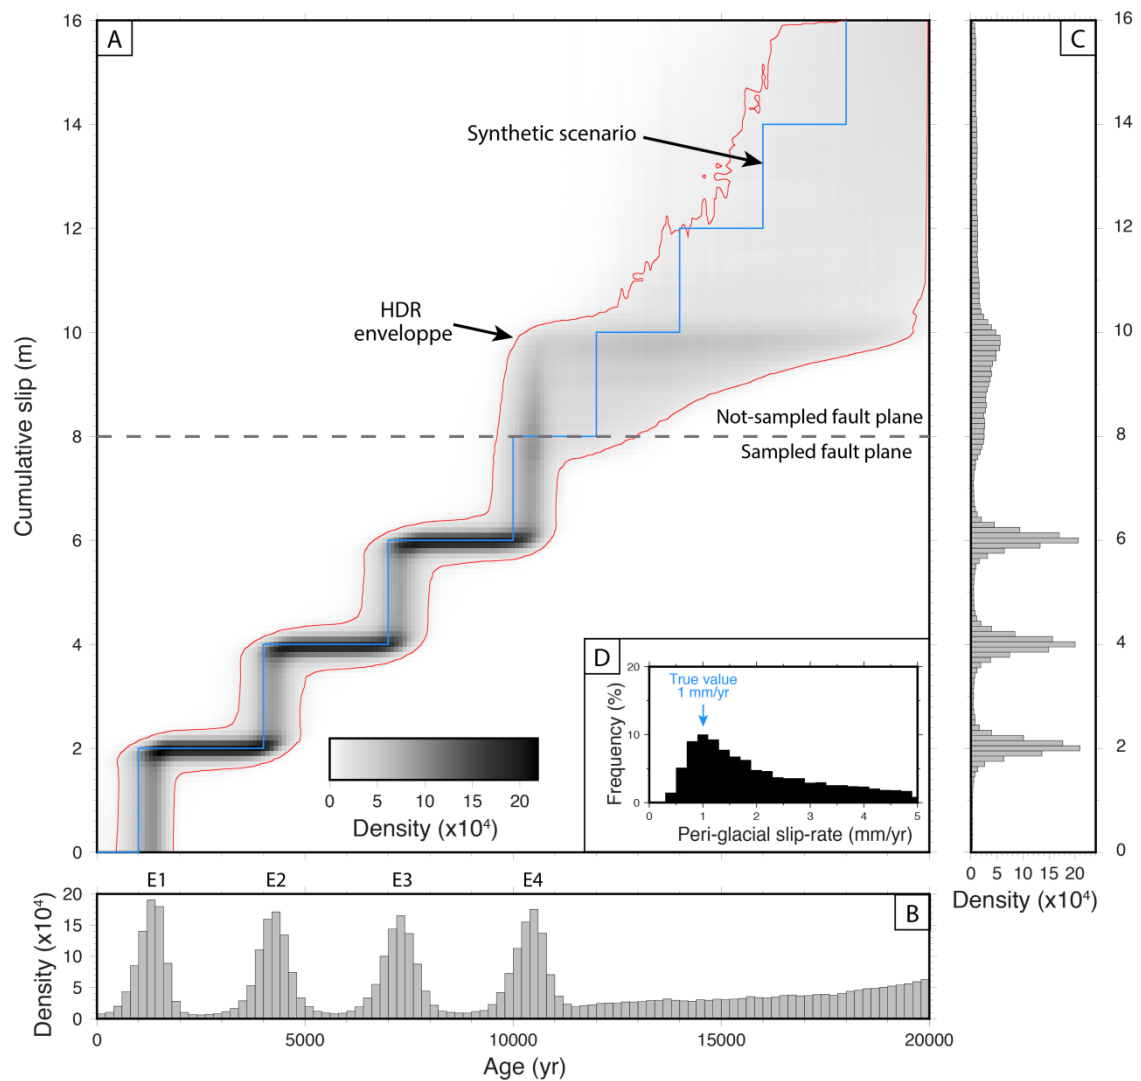 A
C
16
14
12
10
8
6
4
2
0
Cumulative slip (m)
Synthetic scenario
HDR
enveloppe
Not-sampled fault plane
Sampled fault plane
0 5 10 15 20
Density (x10⁴)
D
20
10
0
Frequency (%)
True value
1 mm/yr
0 1 2 3 4 5
Peri-glacial slip-rate (mm/yr)
16
14
12
10
8
6
4
2
0
0 5 10 15 20
Density (x10⁴)
E1 E2 E3 E4
B
20
15
10
5
0
Density (x10⁴)
0 5000 10000 15000 20000
Age (yr)